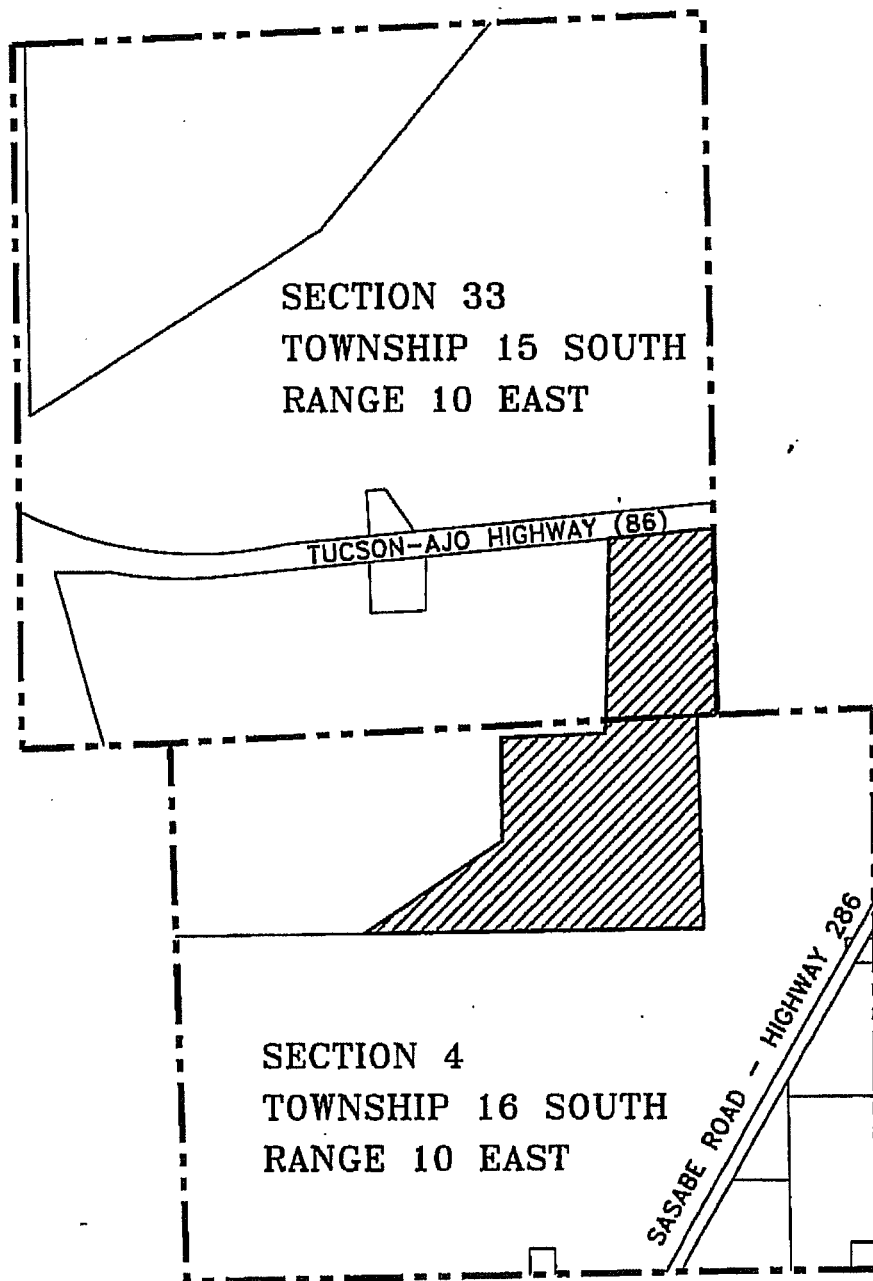 SECTION 33
TOWNSHIP 15 SOUTH
RANGE 10 EAST
TUCSON-AJO HIGHWAY (86)
SECTION 4
TOWNSHIP 16 SOUTH
RANGE 10 EAST
SASABE ROAD - HIGHWAY 286